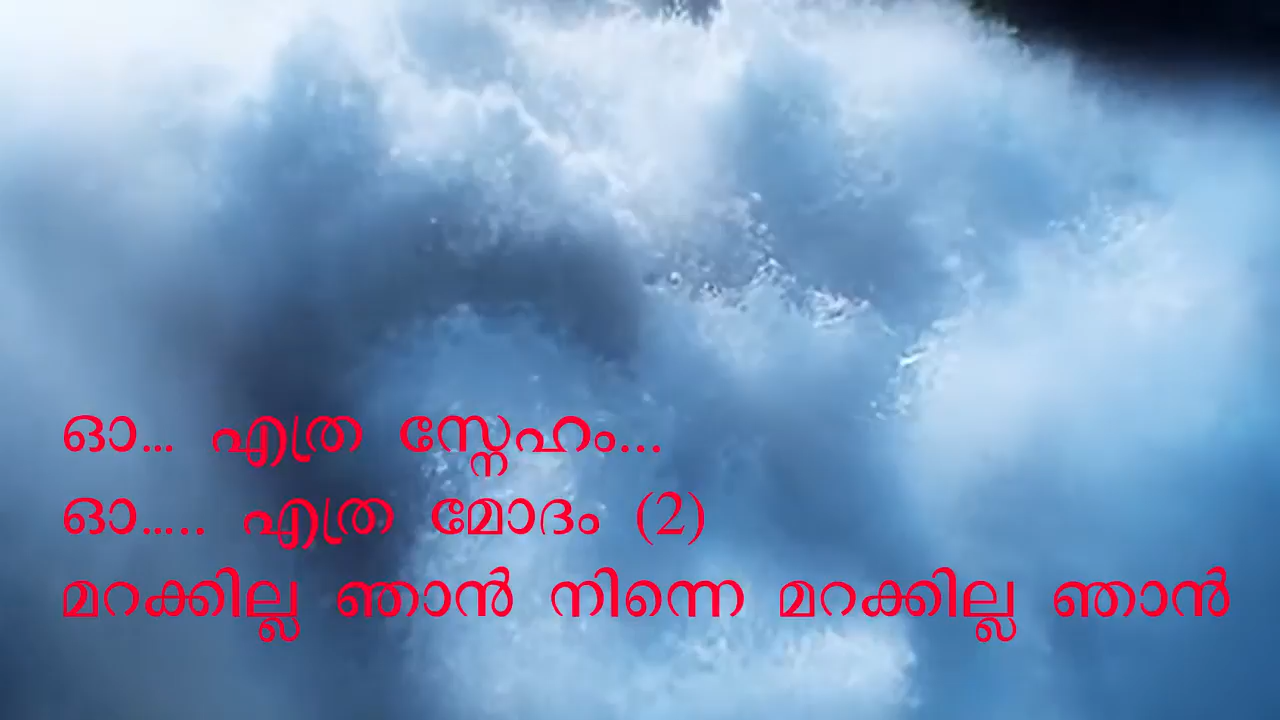 ഓ... എത്ര സ്നേഹം...
ഓ..... എത്ര മോദം (2)
മറക്കില്ല ഞാൻ നിന്നെ മറക്കില്ല ഞാൻ